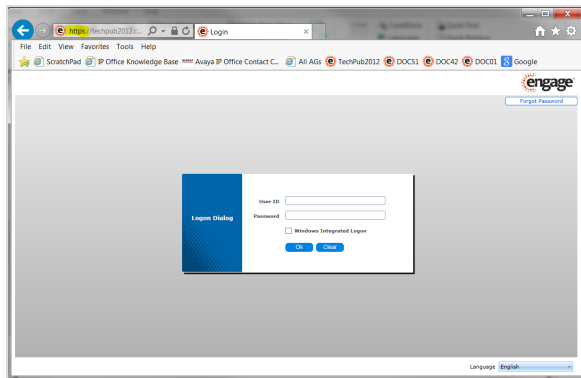 https://techpub2012.c...
Login
File Edit View Favorites Tools Help
ScratchPad IP Office Knowledge Base Avaya IP Office Contact C... All AGs TechPub2012 DOC51 DOC42 DOC01 Google
engage
Forgot Password
User ID
Logon Dialog
Password
Windows Integrated Logon
Ok Clear
Language English